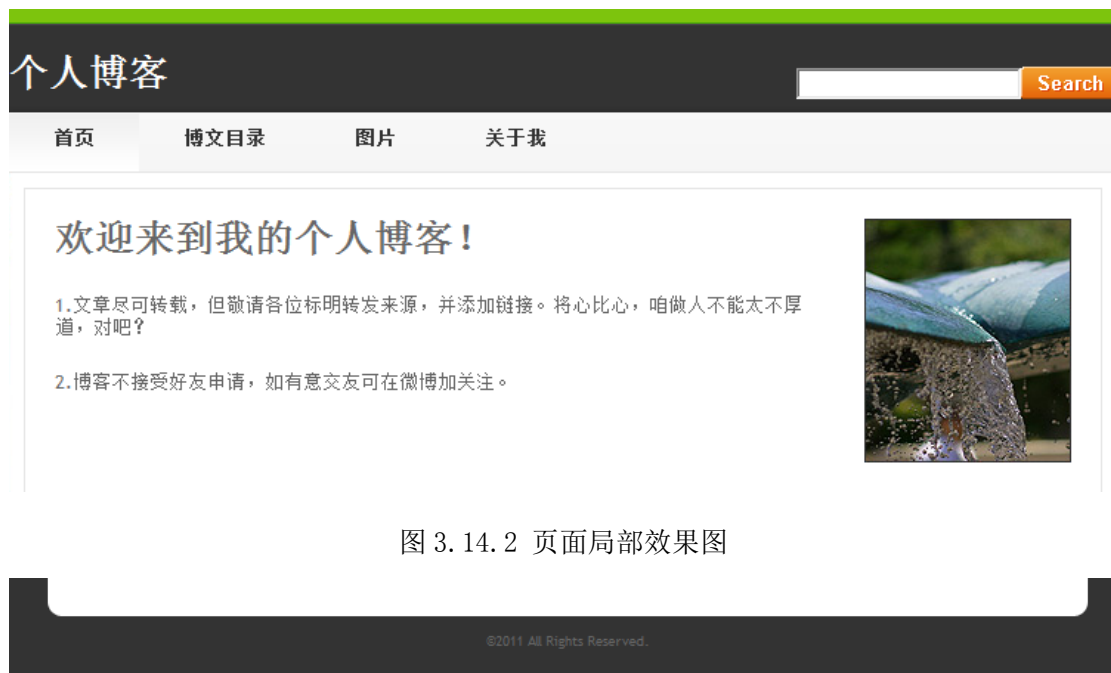 个人博客
Search
首页 博文目录 图片 关于我
欢迎来到我的个人博客！
1.文章尽可转载，但敬请各位标明转发来源，并添加链接。将心比心，咱做人不能太不厚
道，对吧？
2.博客不接受好友申请，如有意交友可在微博加关注。
图 3.14.2 页面局部效果图
©2011 All Rights Reserved.